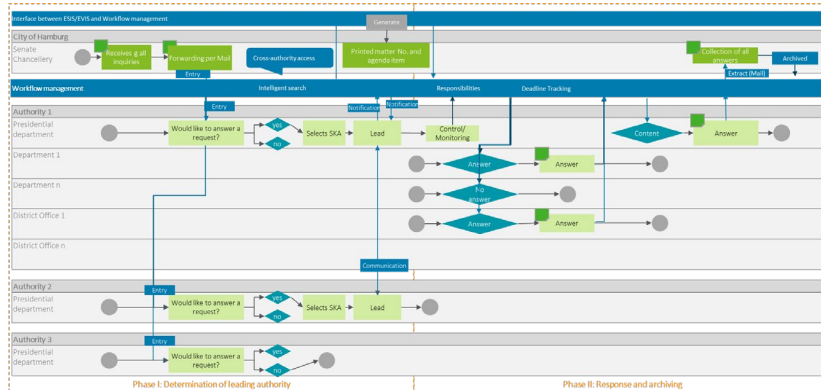 Interface between ESIS/EVIS and Workflow management
Generate
City of Hamburg
Senate
Chancellery
Receives g all
inquiries
Forwarding per Mail
Cross-authority access
Printed matter No. and
agenda item
Collection of all
answers
Archived
Entry
Extract (Mail)
Workflow management
Intelligent search
Responsibilities
Deadline Tracking
Entry
Notification
Notification
Authority 1
Presidential
department
Would like to answer a
request?
yes
no
Selects SKA
Lead
Control/
Monitoring
Content
Answer
Department 1
Answer
Answer
Department n
No
answer
District Office 1
Answer
Answer
District Office n
Communication
Authority 2
Entry
Presidential
department
Would like to answer a
request?
yes
no
Selects SKA
Lead
Authority 3
Entry
Presidential
department
Would like to answer a
request?
yes
no
Phase I: Determination of leading authority
Phase II: Response and archiving